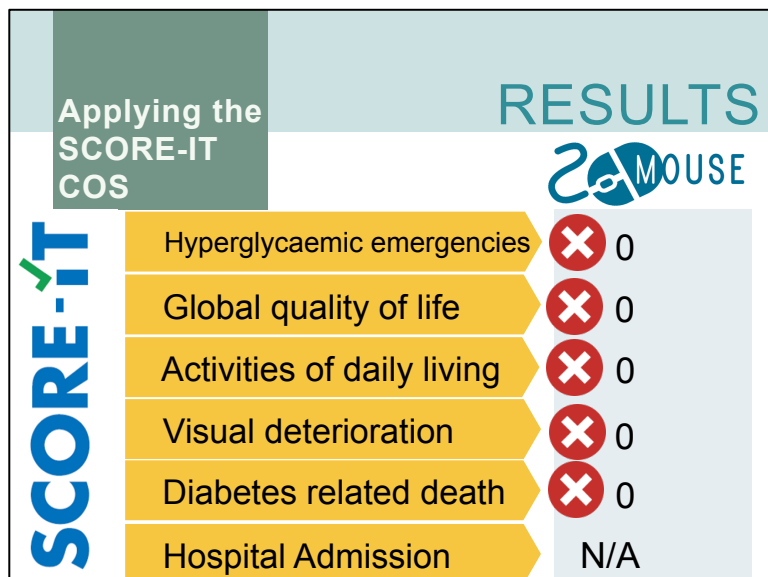 Applying the
SCORE-IT
COS
RESULTS
MOUSE
SCORE-iT
Hyperglycaemic emergencies 0
Global quality of life 0
Activities of daily living 0
Visual deterioration 0
Diabetes related death 0
Hospital Admission N/A